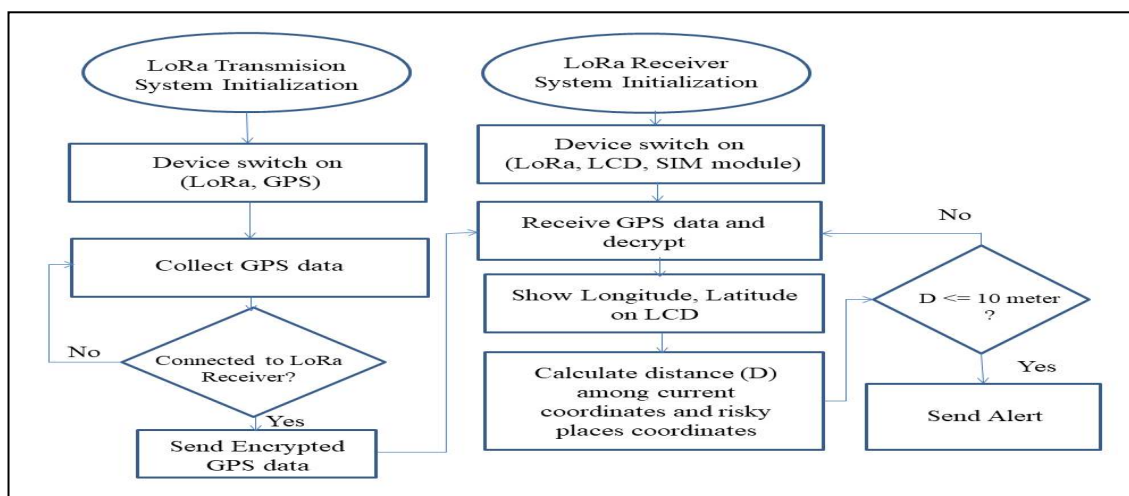 LoRa Transmision
System Initialization
Device switch on
(LoRa, GPS)
Collect GPS data
No
Connected to LoRa
Receiver?
Yes
Send Encrypted
GPS data
LoRa Receiver
System Initialization
Device switch on
(LoRa, LCD, SIM module)
Receive GPS data and
decrypt
Show Longitude, Latitude
on LCD
Calculate distance (D)
among current
coordinates and risky
places coordinates
No
D <= 10 meter
?
Yes
Send Alert